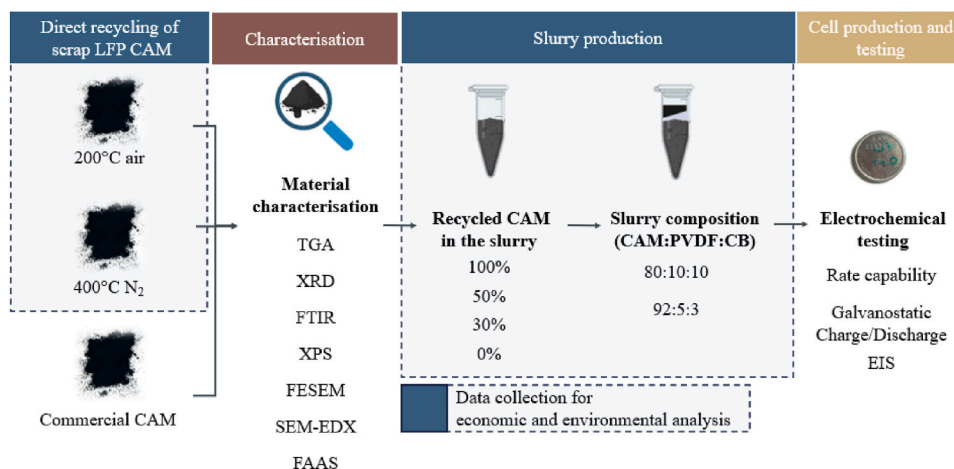 Direct recycling of
scrap LFP CAM
200°C air
400°C N₂
Commercial CAM
Characterisation
Material
characterisation
TGA
XRD
FTIR
XPS
FESEM
SEM-EDX
FAAS
Slurry production
Recycled CAM
in the slurry
100%
50%
30%
0%
Slurry composition
(CAM:PVDF:CB)
80:10:10
92:5:3
Data collection for
economic and environmental analysis
Cell production and
testing
Electrochemical
testing
Rate capability
Galvanostatic
Charge/Discharge
EIS